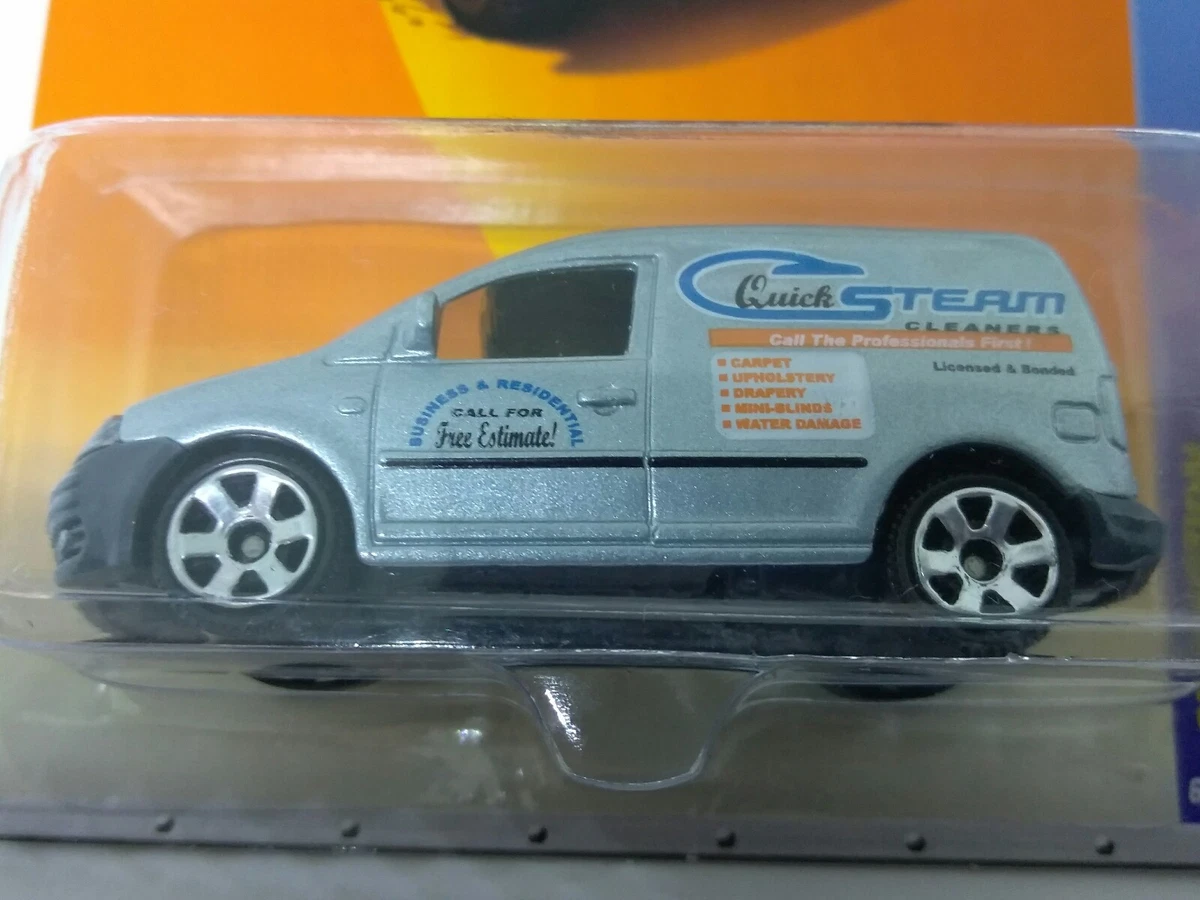 Quick STEAM
CLEANERS
Call The Professionals First!
Licensed & Bonded
▪ CARPET
▪ UPHOLSTERY
▪ DRAPERY
▪ MINI-BLINDS
▪ WATER DAMAGE
BUSINESS & RESIDENTIAL
CALL FOR
Free Estimate!